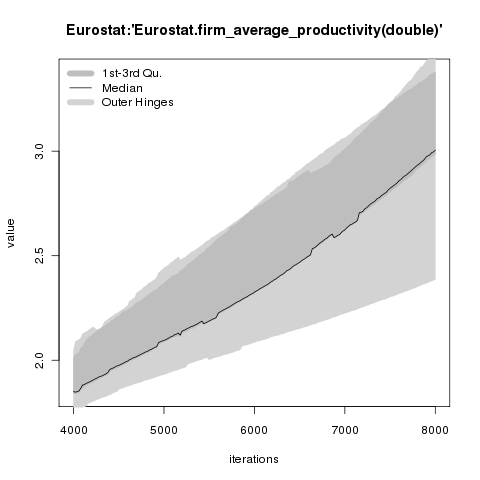 Eurostat:'Eurostat.firm_average_productivity(double)'
1st-3rd Qu.
Median
Outer Hinges
value
3.0
2.5
2.0
4000 5000 6000 7000 8000
iterations